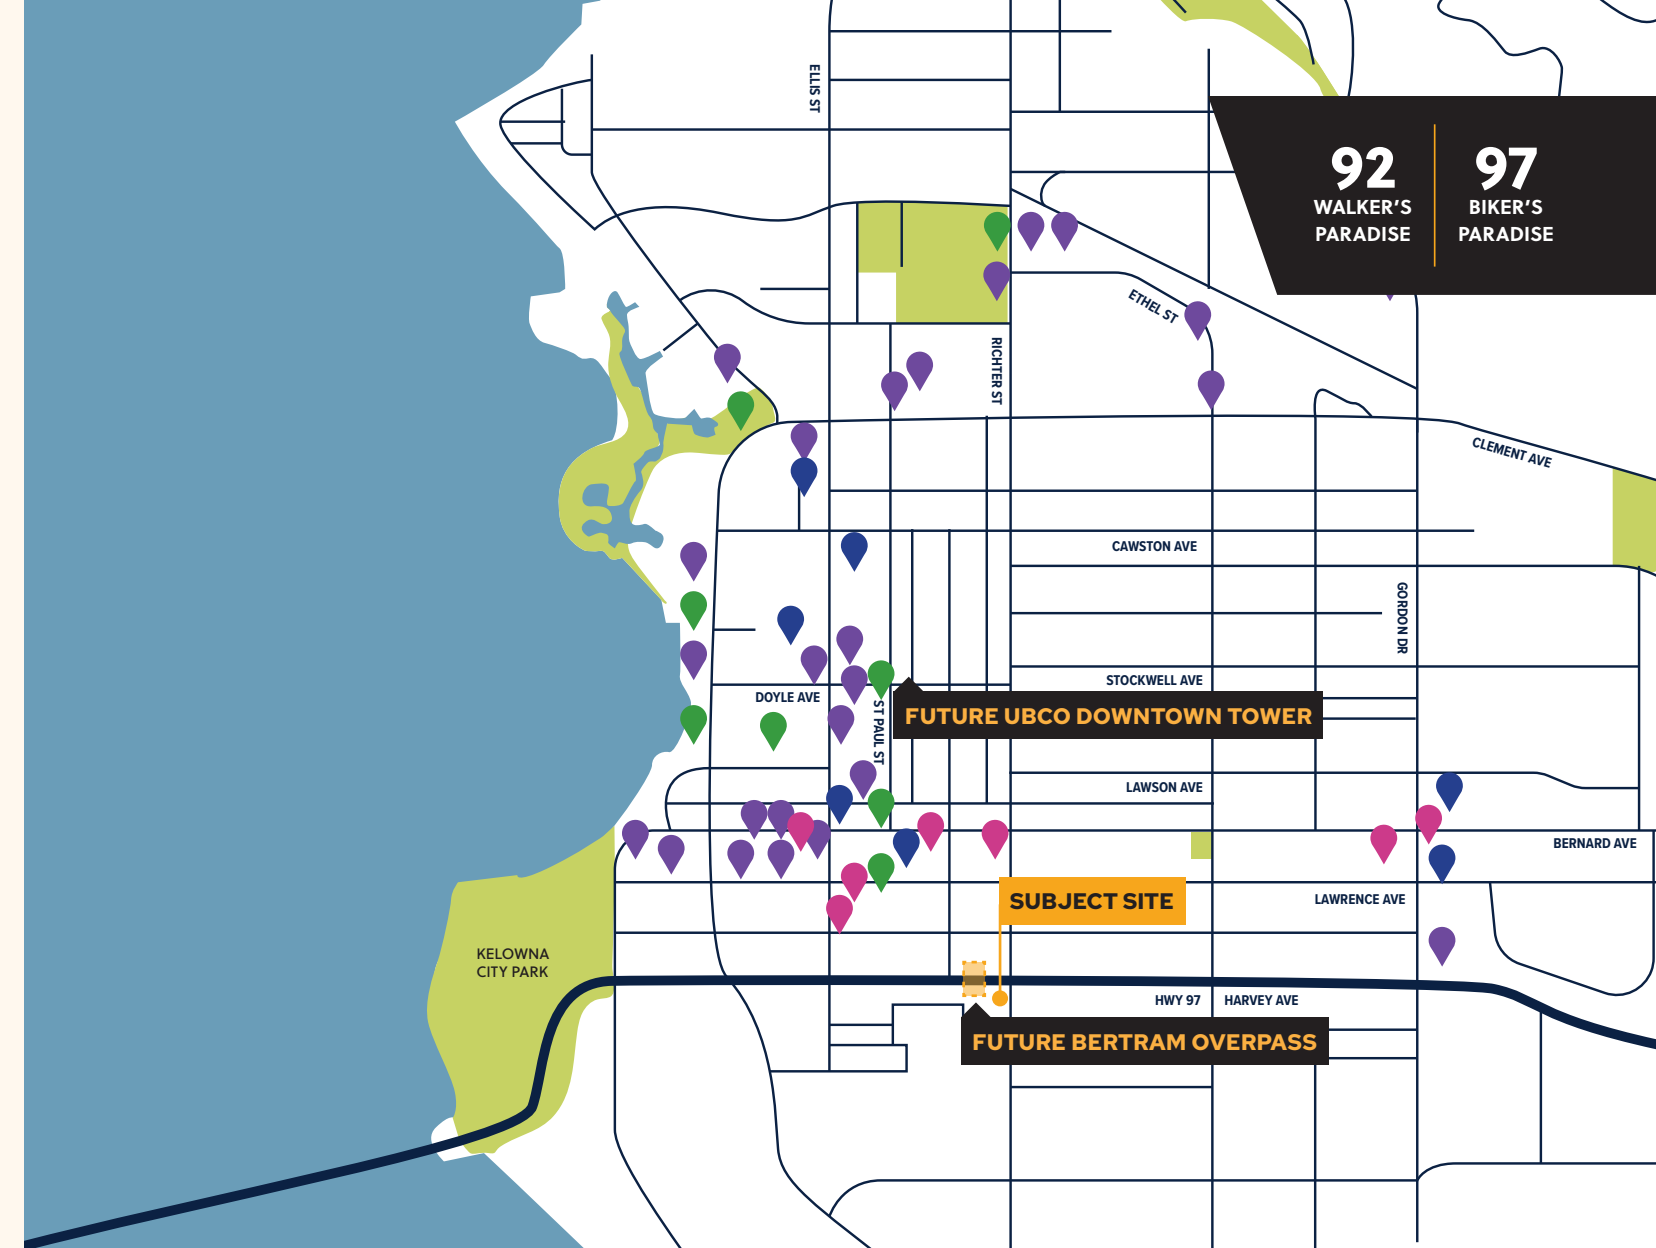 ELLIS ST
92
WALKER'S
PARADISE
97
BIKER'S
PARADISE
ETHEL ST
RICHTER ST
CLEMENT AVE
CAWSTON AVE
GORDON DR
STOCKWELL AVE
DOYLE AVE
ST PAUL ST
FUTURE UBCO DOWNTOWN TOWER
LAWSON AVE
BERNARD AVE
SUBJECT SITE
LAWRENCE AVE
KELOWNA
CITY PARK
HWY 97
HARVEY AVE
FUTURE BERTRAM OVERPASS